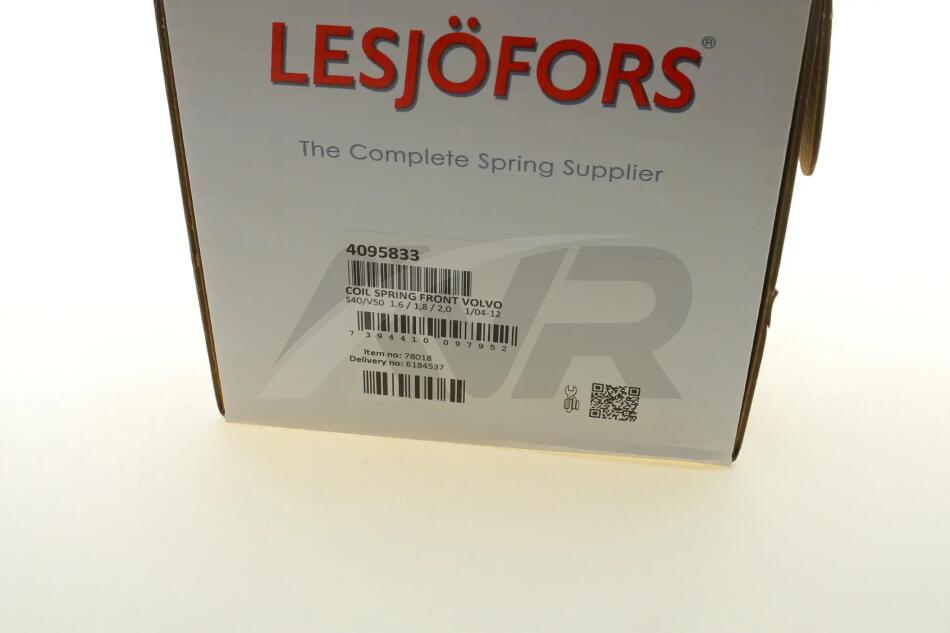 LESJÖFORS®
The Complete Spring Supplier
4095833
COIL SPRING FRONT VOLVO
S40/V50 1,6 / 1,8 / 2,0 1/04-12
7 394410 097952
Item no: 78018
Delivery no: 6184537
AVR